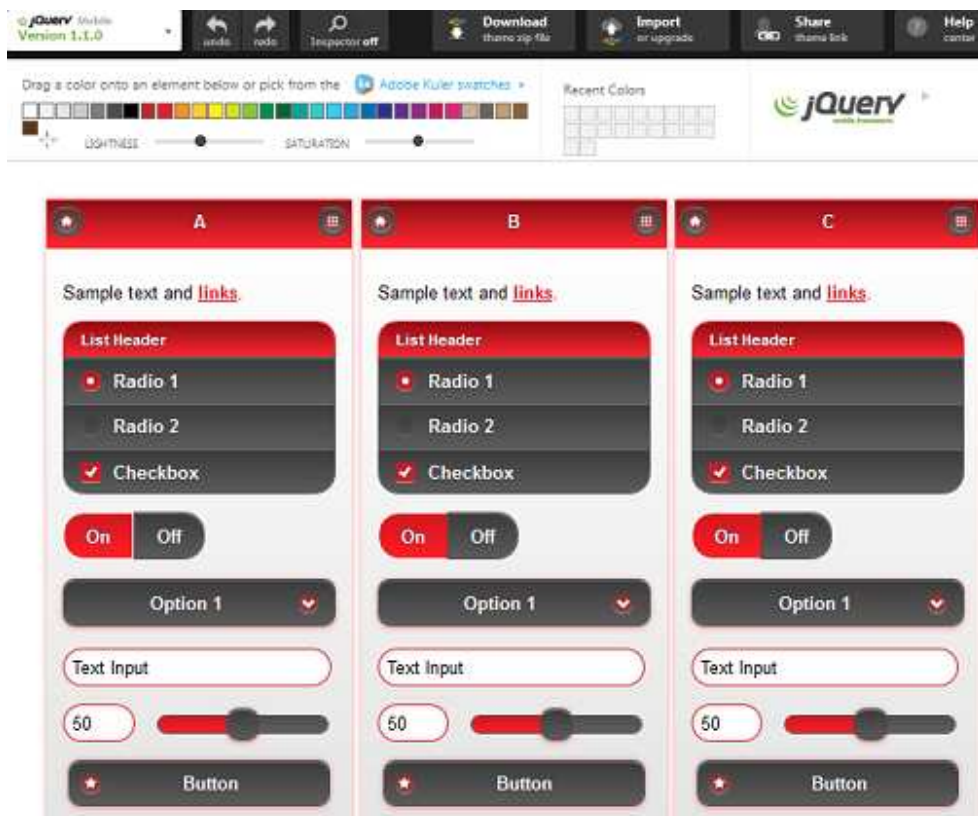 jQuery Mobile
Version 1.1.0
undo redo Inspector off
Download
theme zip file
Import
or upgrade
Share
theme link
Help
center
Drag a color onto an element below or pick from the Adobe Kuler swatches »
Recent Colors
LIGHTNESS SATURATION
jQuery
mobile framework
A B C
Sample text and links. Sample text and links. Sample text and links.
List Header List Header List Header
Radio 1 Radio 1 Radio 1
Radio 2 Radio 2 Radio 2
Checkbox Checkbox Checkbox
On Off On Off On Off
Option 1 Option 1 Option 1
Text Input Text Input Text Input
50 50 50
Button Button Button